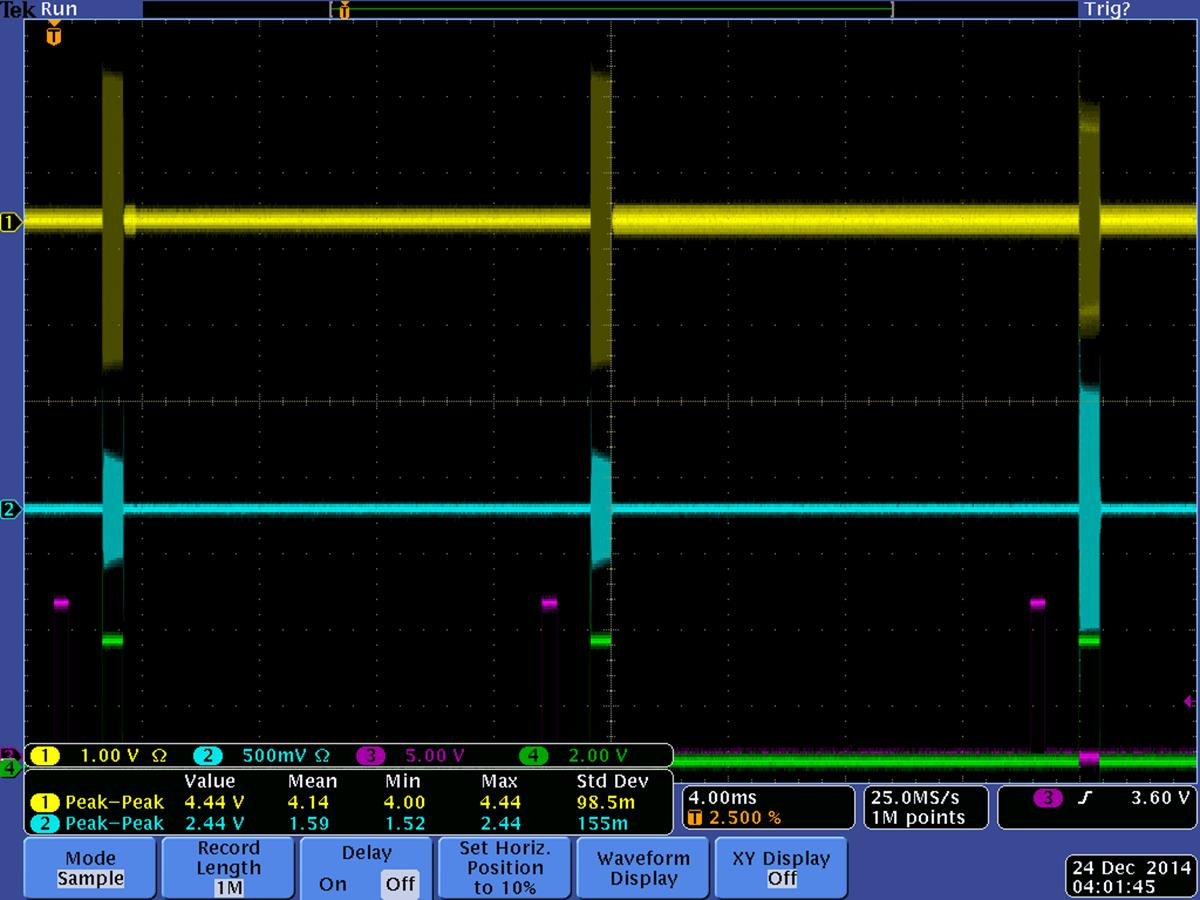 Tek Run Trig?
T
T
1
2
3
4
1 1.00 V Ω 2 500mV Ω 3 5.00 V 4 2.00 V
Value Mean Min Max Std Dev
1 Peak–Peak 4.44 V 4.14 4.00 4.44 98.5m
2 Peak–Peak 2.44 V 1.59 1.52 2.44 155m
4.00ms
T 2.500 %
25.0MS/s
1M points
3 3.60 V
Mode
Sample
Record
Length
1M
Delay
On Off
Set Horiz.
Position
to 10%
Waveform
Display
XY Display
Off
24 Dec 2014
04:01:45